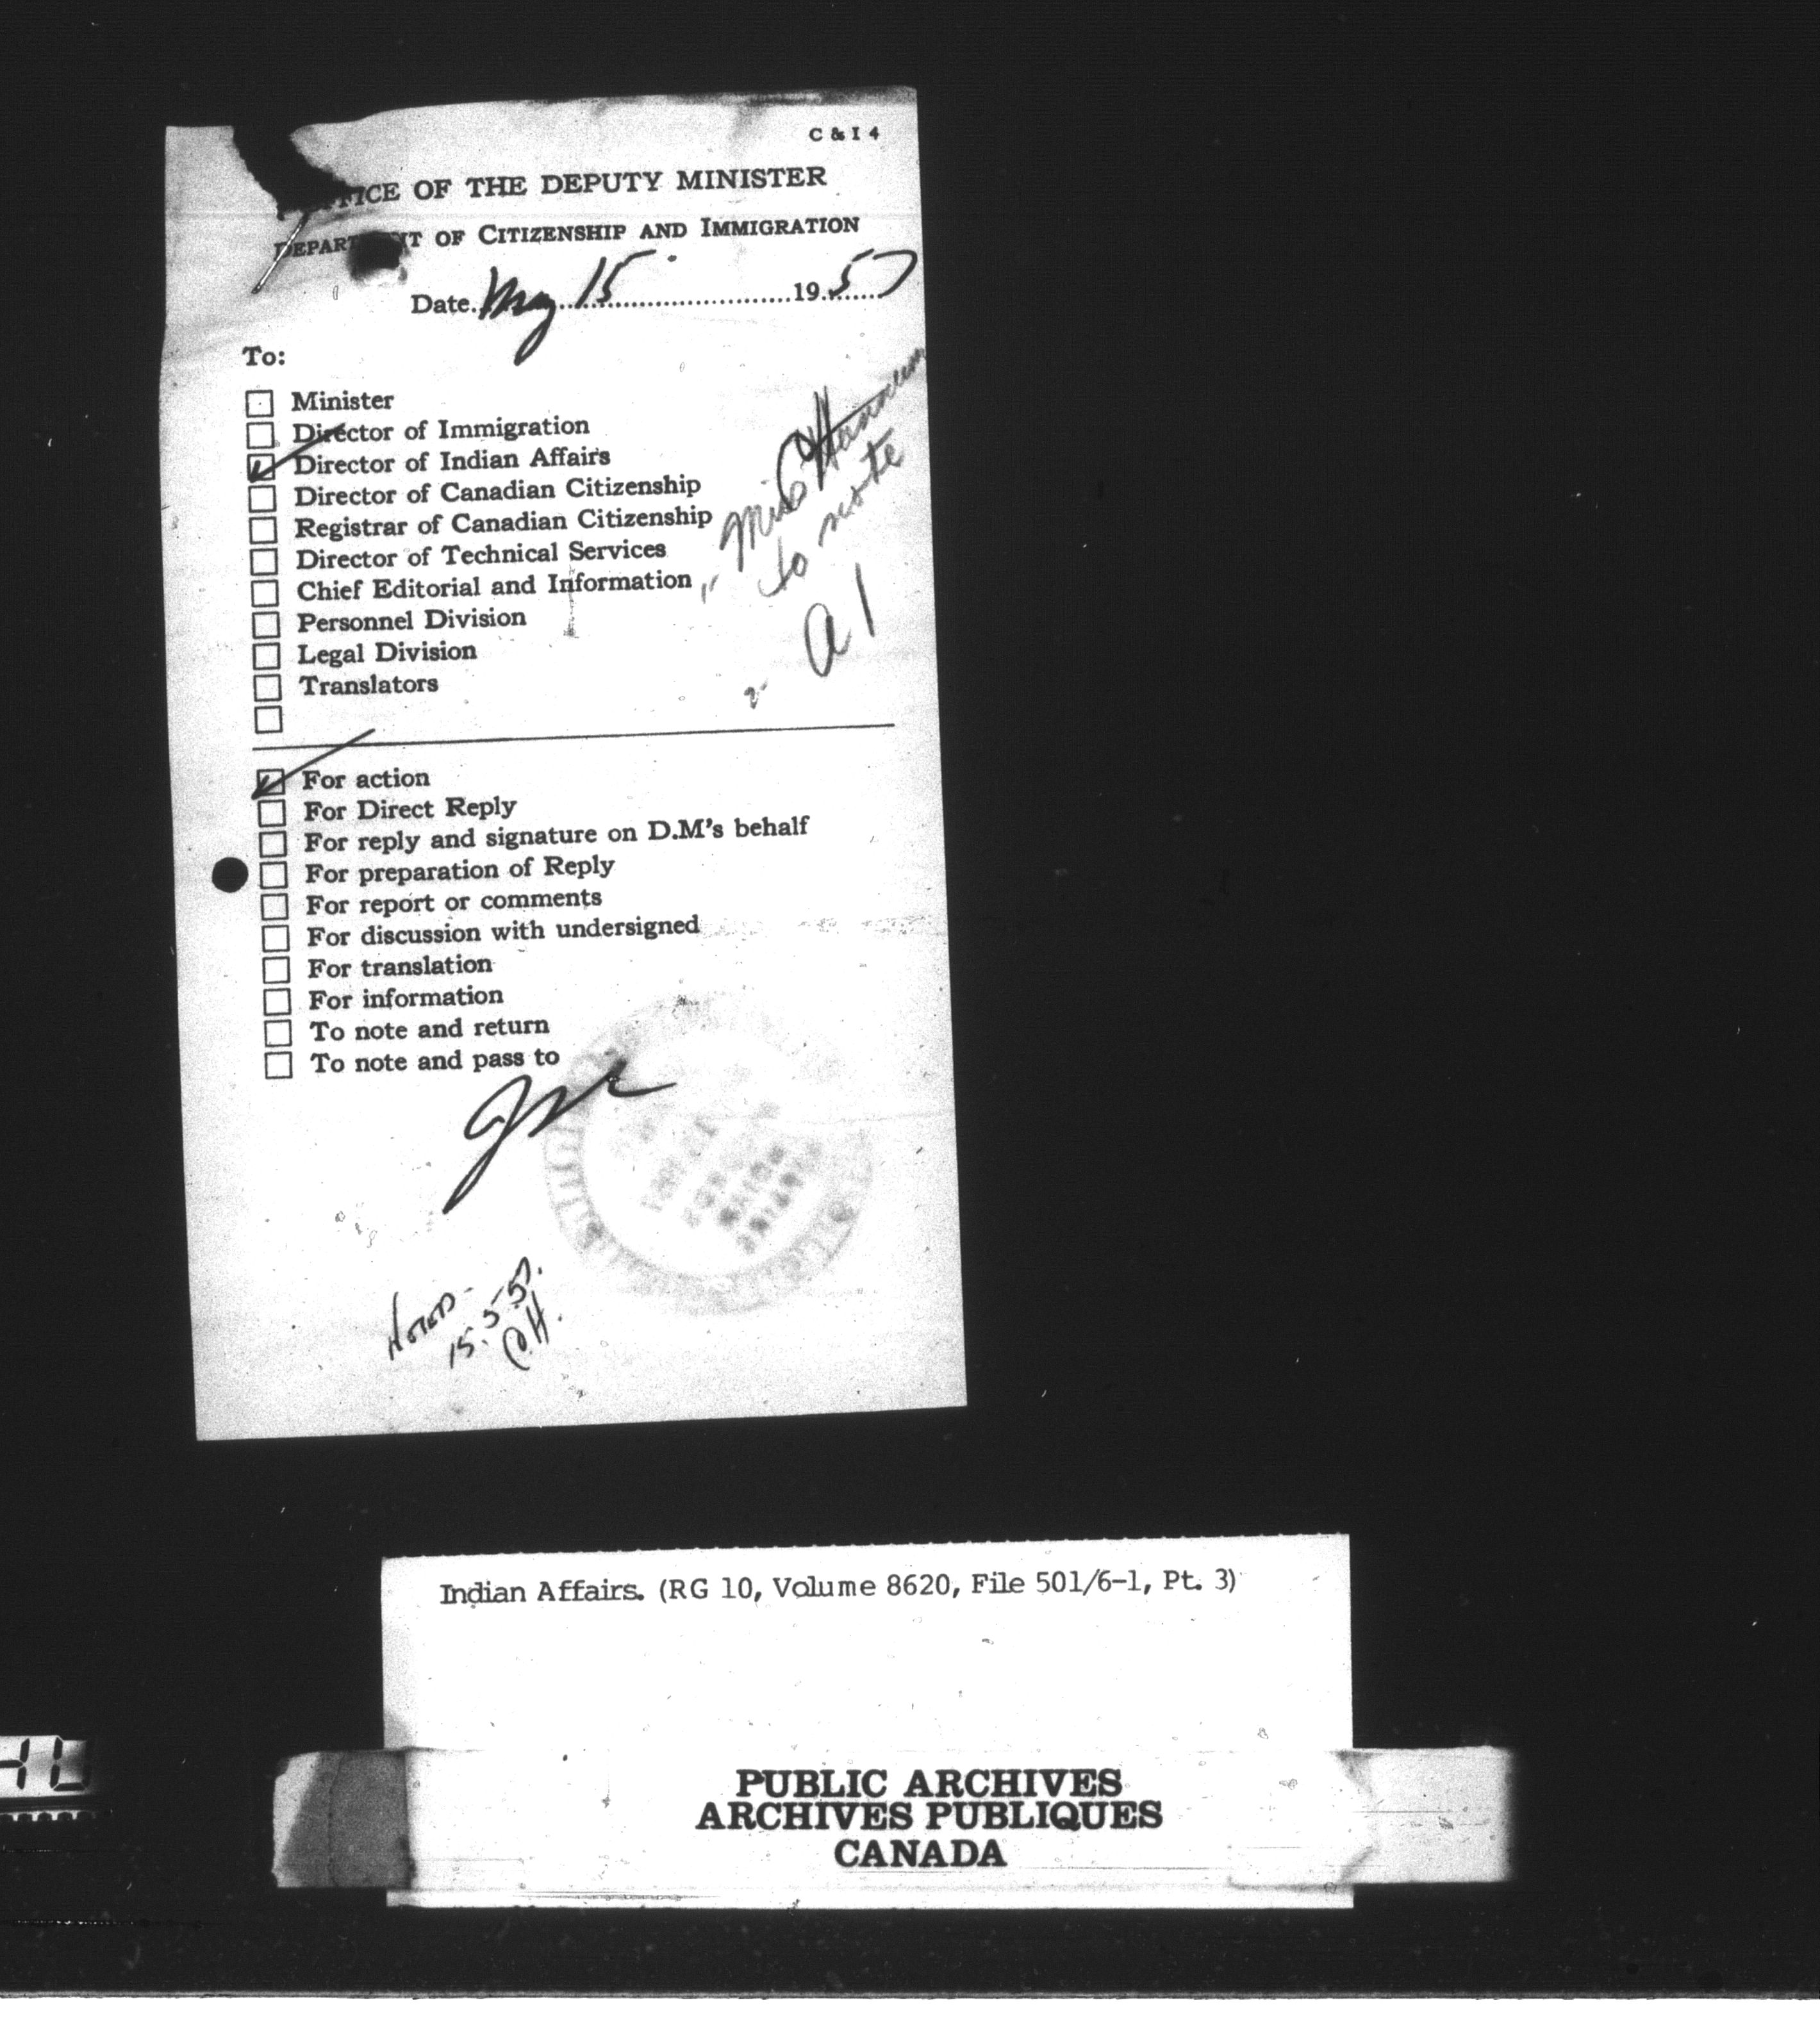 C & I 4
OFFICE OF THE DEPUTY MINISTER
DEPARTMENT OF CITIZENSHIP AND IMMIGRATION
Date May 15 1957
To:
Minister
Director of Immigration
Director of Indian Affairs
Director of Canadian Citizenship
Registrar of Canadian Citizenship
Director of Technical Services
Chief Editorial and Information
Personnel Division
Legal Division
Translators
Miss
to note
A 1
For action
For Direct Reply
For reply and signature on D.M's behalf
For preparation of Reply
For report or comments
For discussion with undersigned
For translation
For information
To note and return
To note and pass to
Noted -
15.5.57.
Indian Affairs. (RG 10, Volume 8620, File 501/6-1, Pt. 3)
PUBLIC ARCHIVES
ARCHIVES PUBLIQUES
CANADA